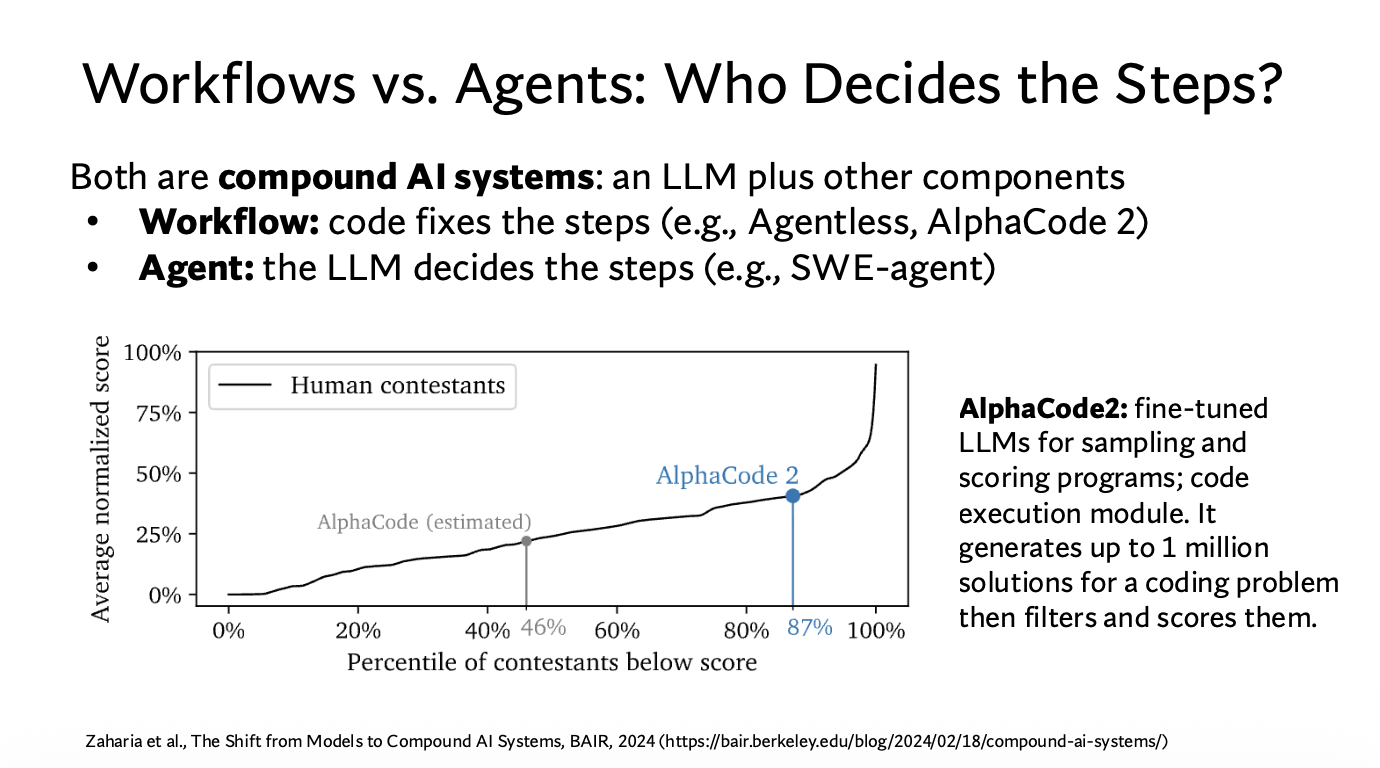 Workflows vs. Agents: Who Decides the Steps?
Both are compound AI systems: an LLM plus other components
• Workflow: code fixes the steps (e.g., Agentless, AlphaCode 2)
• Agent: the LLM decides the steps (e.g., SWE-agent)
Average normalized score
100%
75%
50%
25%
0%
Human contestants
AlphaCode 2
AlphaCode (estimated)
0% 20% 40% 46% 60% 80% 87% 100%
Percentile of contestants below score
AlphaCode2: fine-tuned
LLMs for sampling and
scoring programs; code
execution module. It
generates up to 1 million
solutions for a coding problem
then filters and scores them.
Zaharia et al., The Shift from Models to Compound AI Systems, BAIR, 2024 (https://bair.berkeley.edu/blog/2024/02/18/compound-ai-systems/)